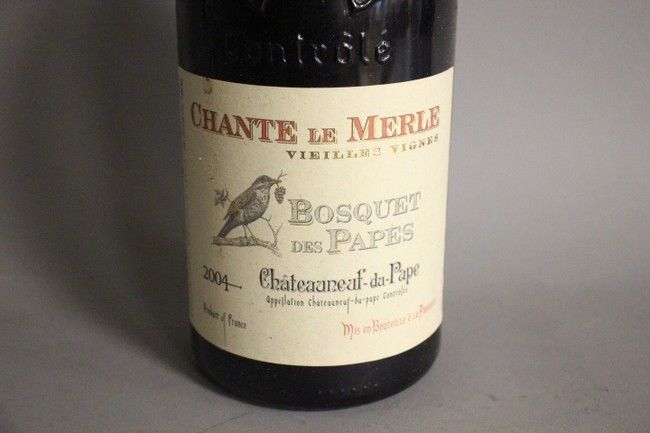 Contrôlé
CHANTE LE MERLE
VIEILLES VIGNES
BOSQUET
DES PAPES
2004
Châteauneuf-du-Pape
Appellation Châteauneuf-du-pape Contrôlée
Product of France
Mis en Bouteille à la